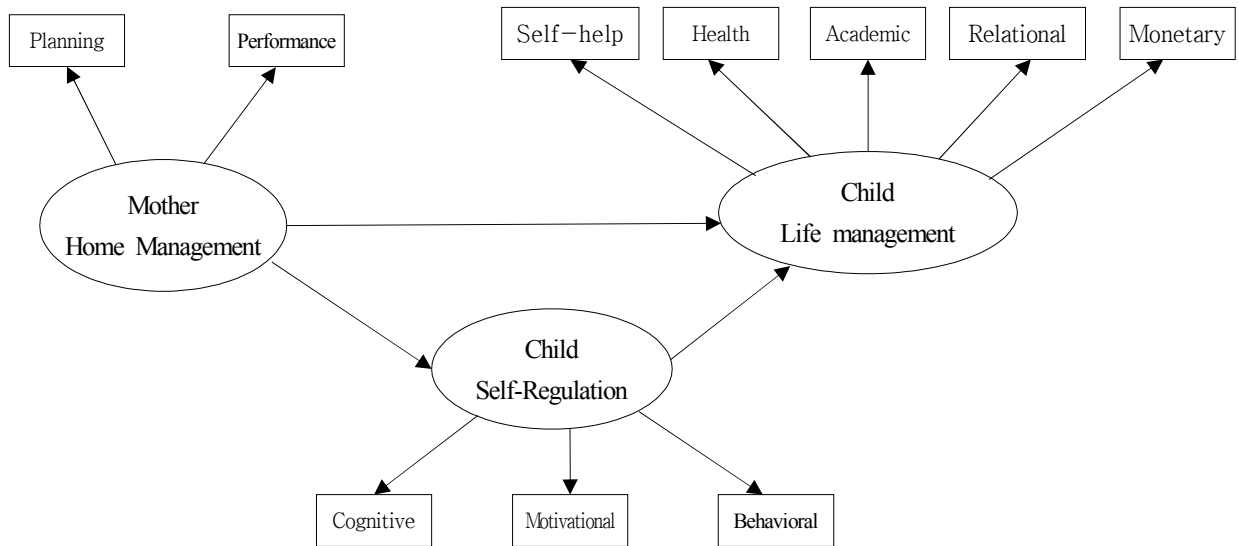 Planning
Performance
Self-help
Health
Academic
Relational
Monetary
Mother
Home Management
Child
Life management
Child
Self-Regulation
Cognitive
Motivational
Behavioral